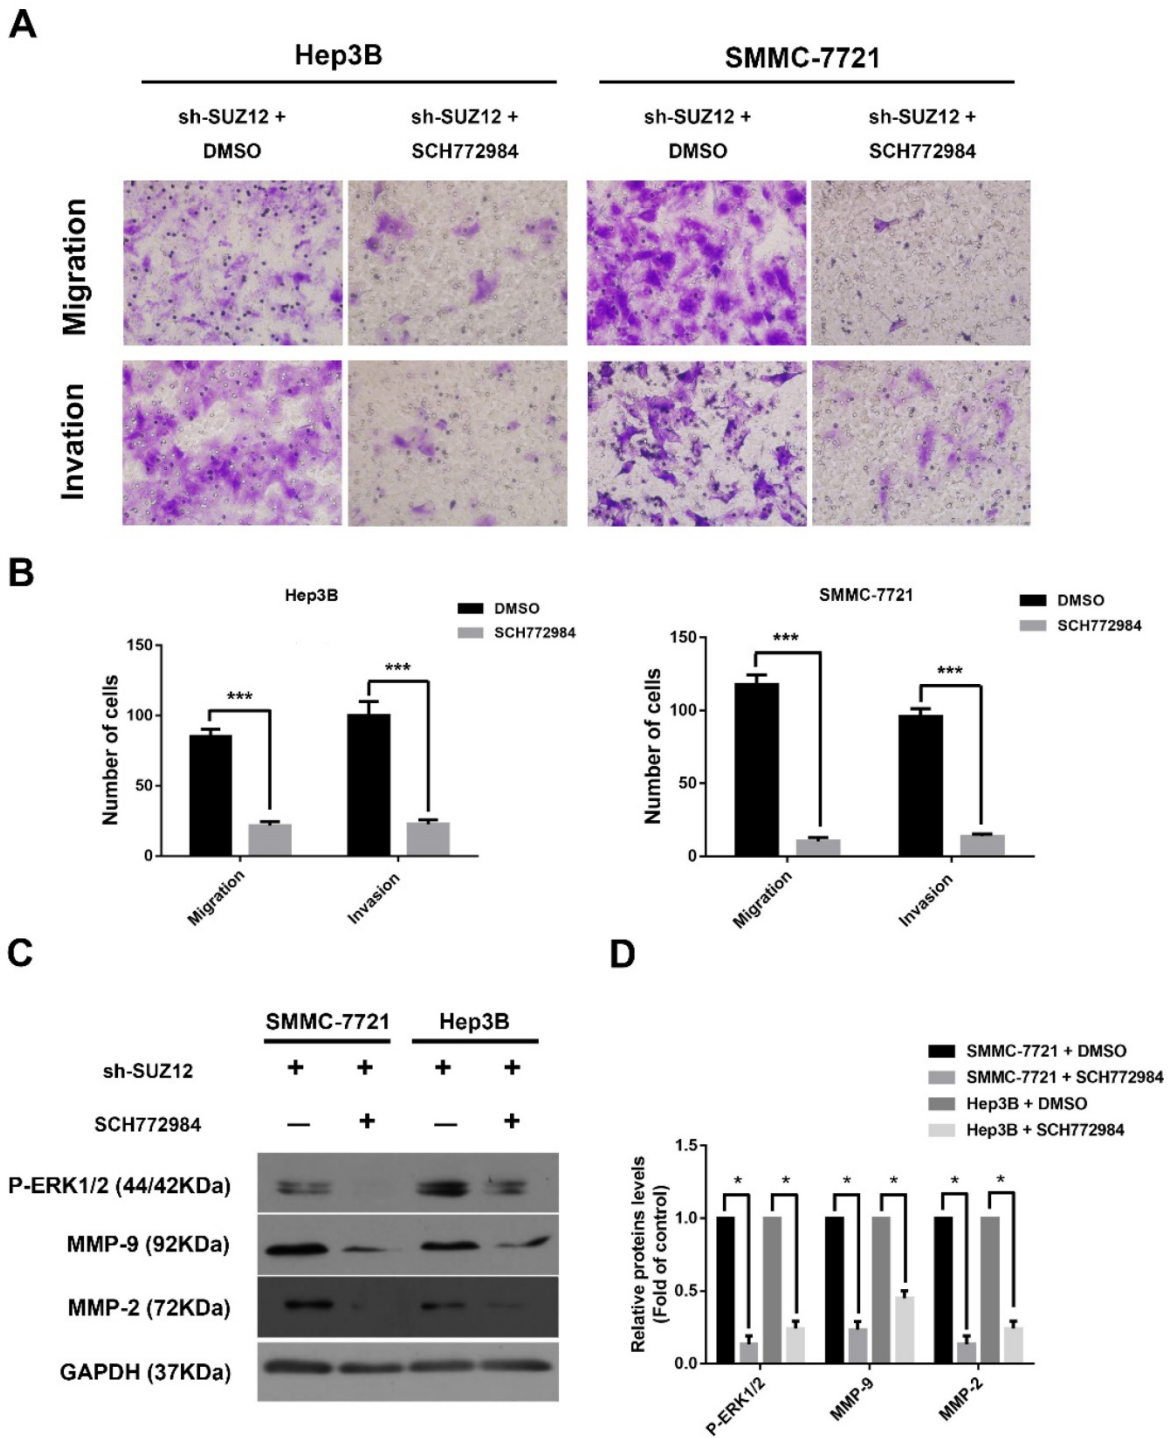 A
Hep3B
SMMC-7721
sh-SUZ12 +
DMSO
sh-SUZ12 +
SCH772984
sh-SUZ12 +
DMSO
sh-SUZ12 +
SCH772984
Migration
Invation
B
Hep3B
DMSO
SCH772984
Number of cells
150
100
50
0
***
***
Migration
Invasion
SMMC-7721
DMSO
SCH772984
Number of cells
150
100
50
0
***
***
Migration
Invasion
C
SMMC-7721
Hep3B
sh-SUZ12
+ + + +
SCH772984
— + — +
P-ERK1/2 (44/42KDa)
MMP-9 (92KDa)
MMP-2 (72KDa)
GAPDH (37KDa)
D
SMMC-7721 + DMSO
SMMC-7721 + SCH772984
Hep3B + DMSO
Hep3B + SCH772984
Relative proteins levels
(Fold of control)
1.5
1.0
0.5
0.0
* * * * * *
P-ERK1/2
MMP-9
MMP-2